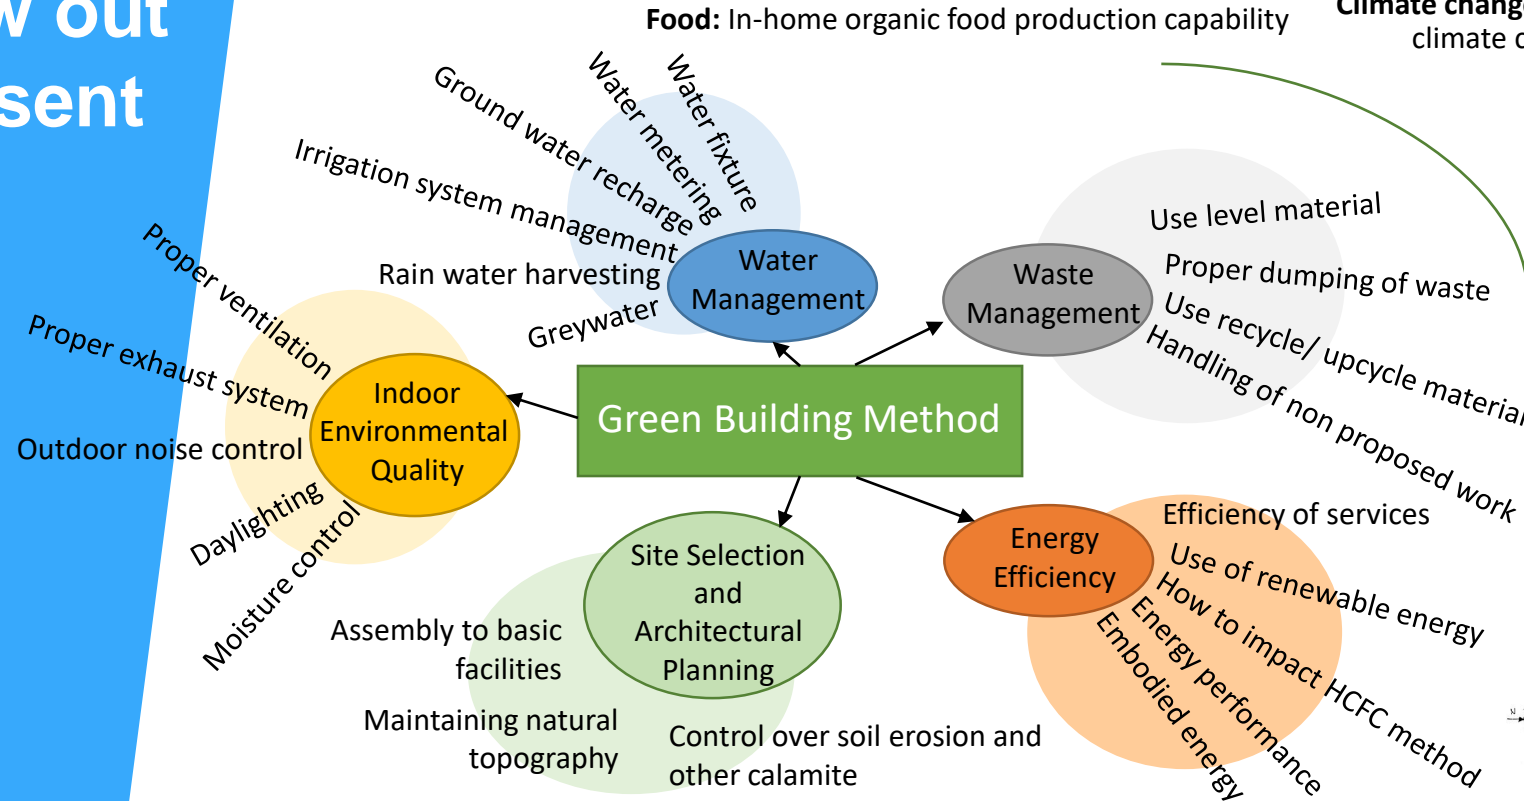 w out
sent
Food: In-home organic food production capability
Climate change
climate c
Water fixture
Water metering
Ground water recharge
Irrigation system management
Rain water harvesting
Greywater
Water
Management
Waste
Management
Use level material
Proper dumping of waste
Use recycle/ upcycle material
Handling of non proposed work
Proper ventilation
Proper exhaust system
Outdoor noise control
Daylighting
Moisture control
Indoor
Environmental
Quality
Green Building Method
Site Selection
and
Architectural
Planning
Assembly to basic
facilities
Maintaining natural
topography
Control over soil erosion and
other calamite
Energy
Efficiency
Efficiency of services
Use of renewable energy
How to impact HCFC method
Energy performance
Embodied energy
N